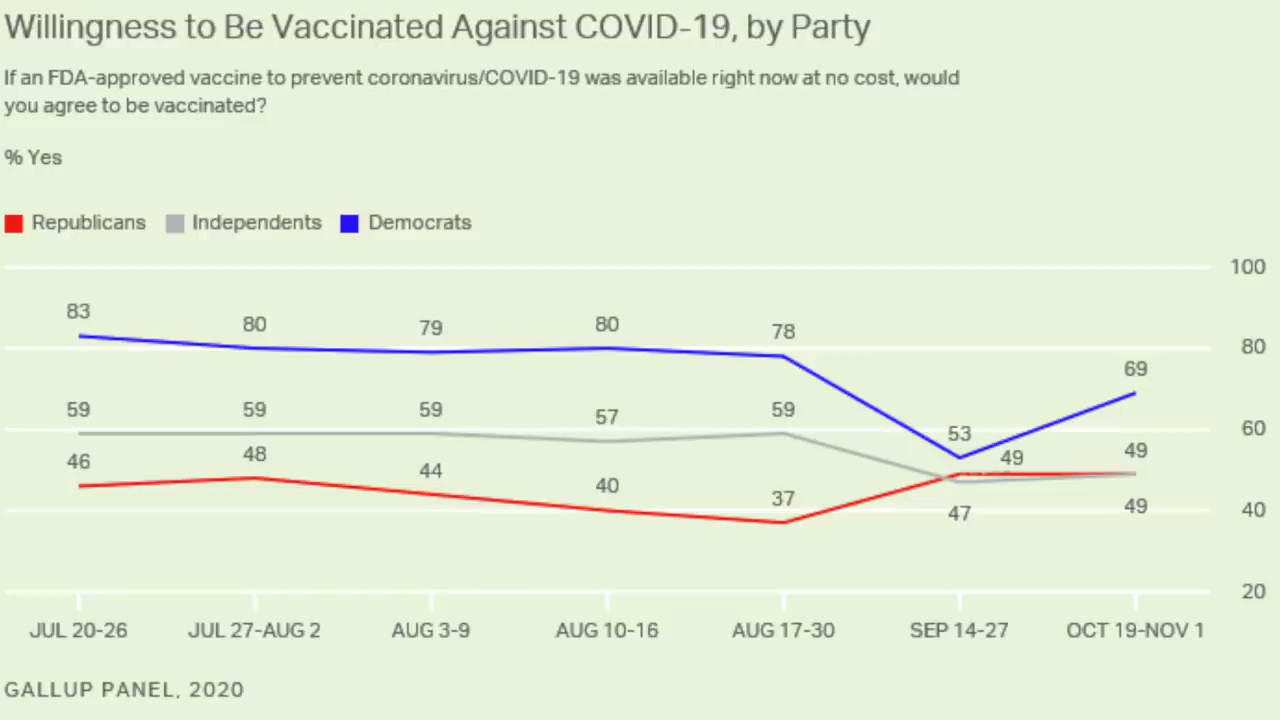 Willingness to Be Vaccinated Against COVID-19, by Party
If an FDA-approved vaccine to prevent coronavirus/COVID-19 was available right now at no cost, would
you agree to be vaccinated?
% Yes
Republicans Independents Democrats
100
83 80 79 80 78
80
69
59 59 59 57 59
60
53
49 49
46 48 44 40 37
47 49
40
20
JUL 20-26 JUL 27-AUG 2 AUG 3-9 AUG 10-16 AUG 17-30 SEP 14-27 OCT 19-NOV 1
GALLUP PANEL, 2020